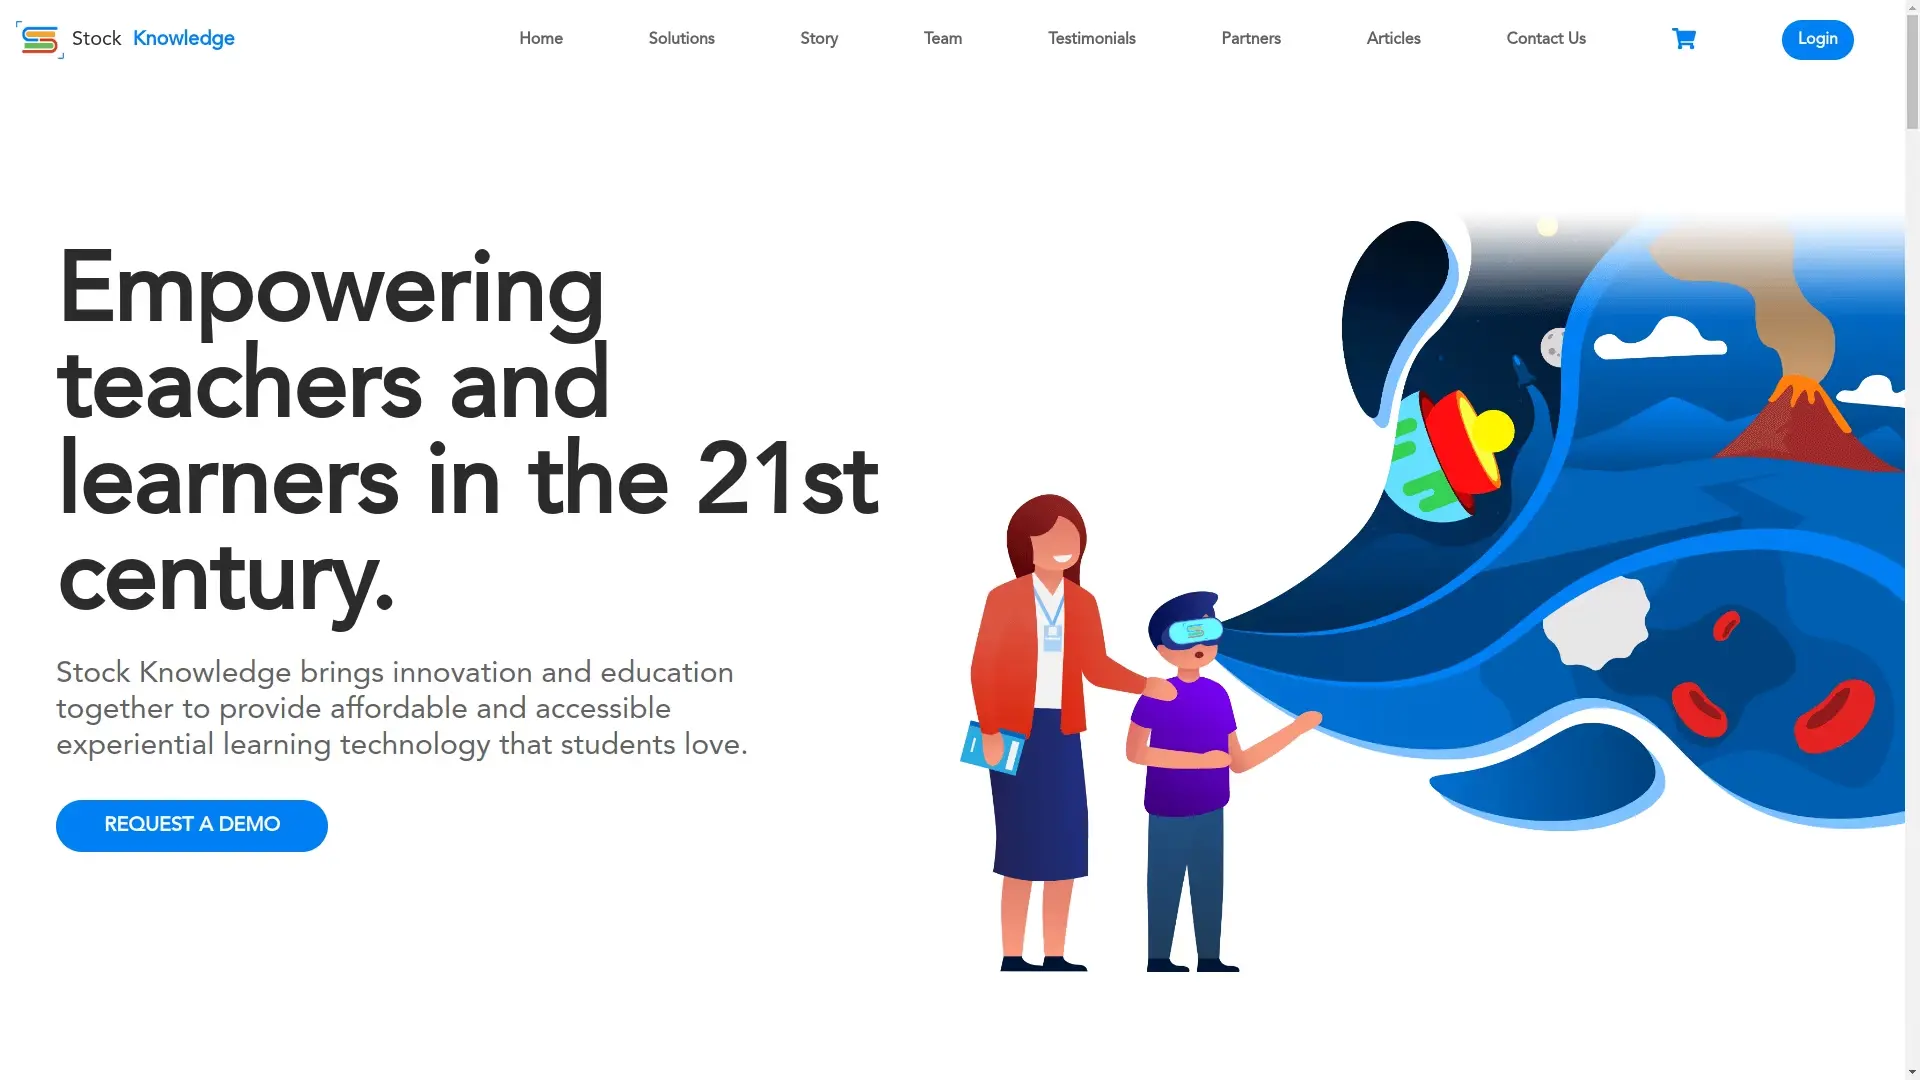 Stock Knowledge
Home
Solutions
Story
Team
Testimonials
Partners
Articles
Contact Us
Login
Empowering
teachers and
learners in the 21st
century.
Stock Knowledge brings innovation and education
together to provide affordable and accessible
experiential learning technology that students love.
REQUEST A DEMO